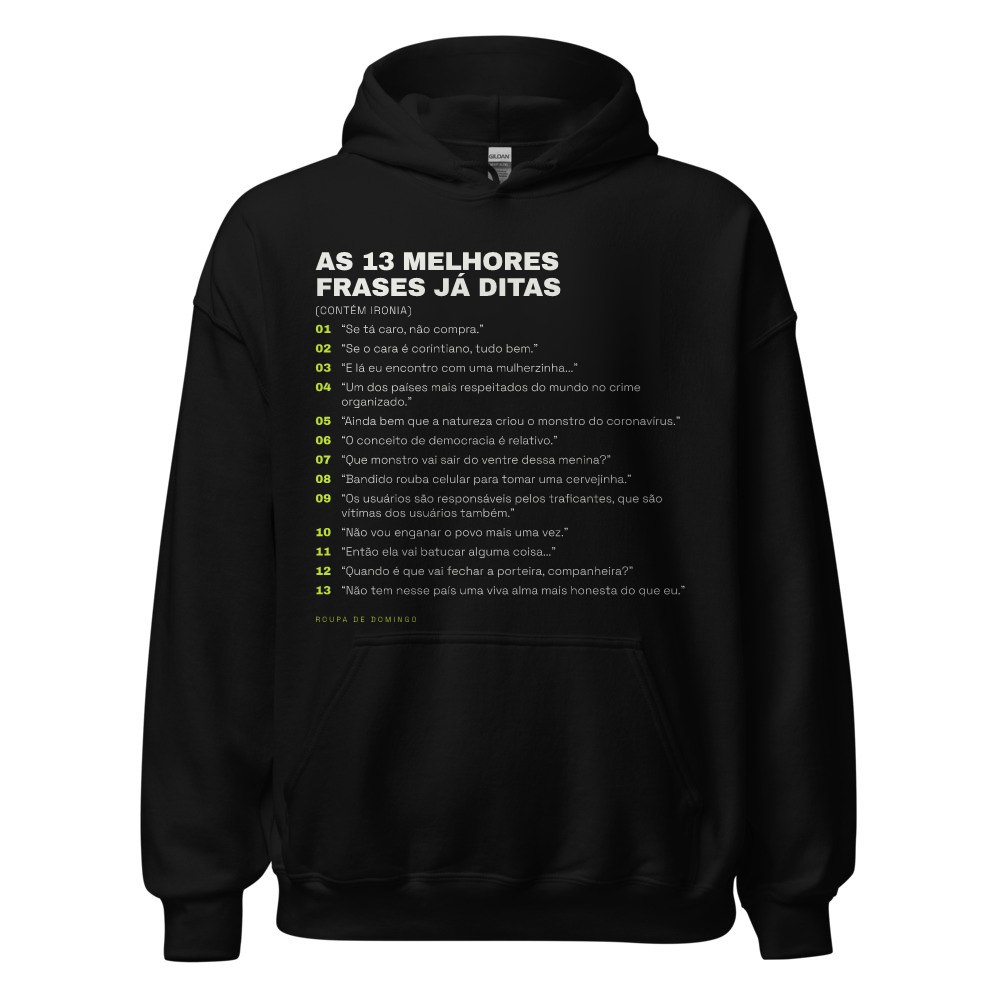 GILDAN
AS 13 MELHORES
FRASES JÁ DITAS
(CONTÉM IRONIA)
01 “Se tá caro, não compra.”
02 “Se o cara é corintiano, tudo bem.”
03 “E lá eu encontro com uma mulherzinha...”
04 “Um dos países mais respeitados do mundo no crime
organizado.”
05 “Ainda bem que a natureza criou o monstro do coronavírus.”
06 “O conceito de democracia é relativo.”
07 “Que monstro vai sair do ventre dessa menina?”
08 “Bandido rouba celular para tomar uma cervejinha.”
09 “Os usuários são responsáveis pelos traficantes, que são
vítimas dos usuários também.”
10 “Não vou enganar o povo mais uma vez.”
11 “Então ela vai batucar alguma coisa...”
12 “Quando é que vai fechar a porteira, companheira?”
13 “Não tem nesse país uma viva alma mais honesta do que eu.”
ROUPA DE DOMINGO